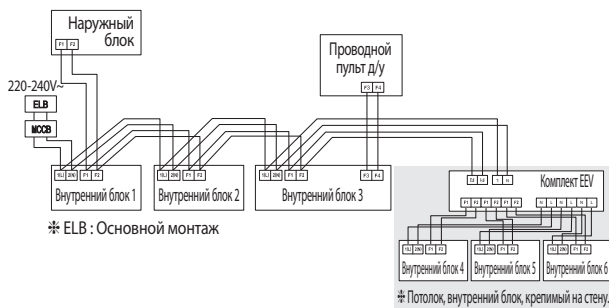 Наружный
блок
F1 F2
Проводной
пульт д/у
F3 F4
220-240V~
ELB
MCCB
1(L) 2(N) F1 F2
Внутренний блок 1
1(L) 2(N) F1 F2
Внутренний блок 2
1(L) 2(N) F1 F2 F3 F4
Внутренний блок 3
F2 F1 L N
Комплект EEV
F1 F2 F1 F2 F1 F2 N L N L N L
1(L) 2(N) F1 F2
Внутренний блок 4
1(L) 2(N) F1 F2
Внутренний блок 5
1(L) 2(N) F1 F2
Внутренний блок 6
❈ ELB : Основной монтаж
❈ Потолок, внутренний блок, крепимый на стену.